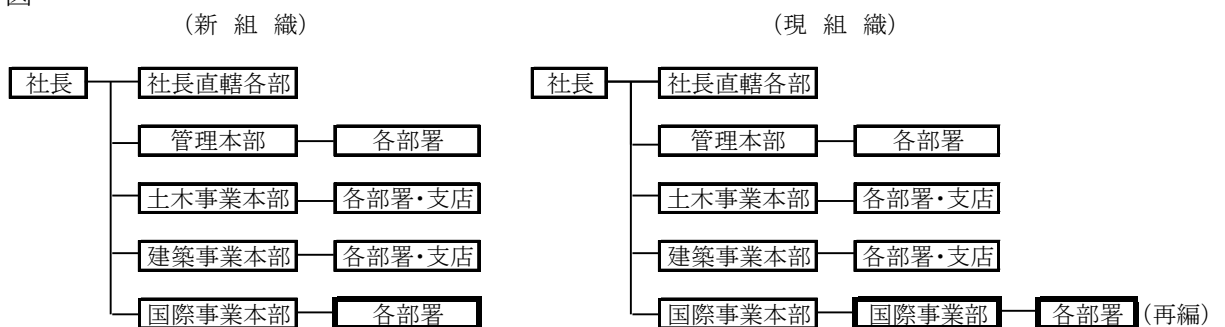 （新 組 織） （現 組 織）
社長 社長直轄各部 社長 社長直轄各部
管理本部 各部署 管理本部 各部署
土木事業本部 各部署・支店 土木事業本部 各部署・支店
建築事業本部 各部署・支店 建築事業本部 各部署・支店
国際事業本部 各部署 国際事業本部 国際事業部 各部署 （再編）